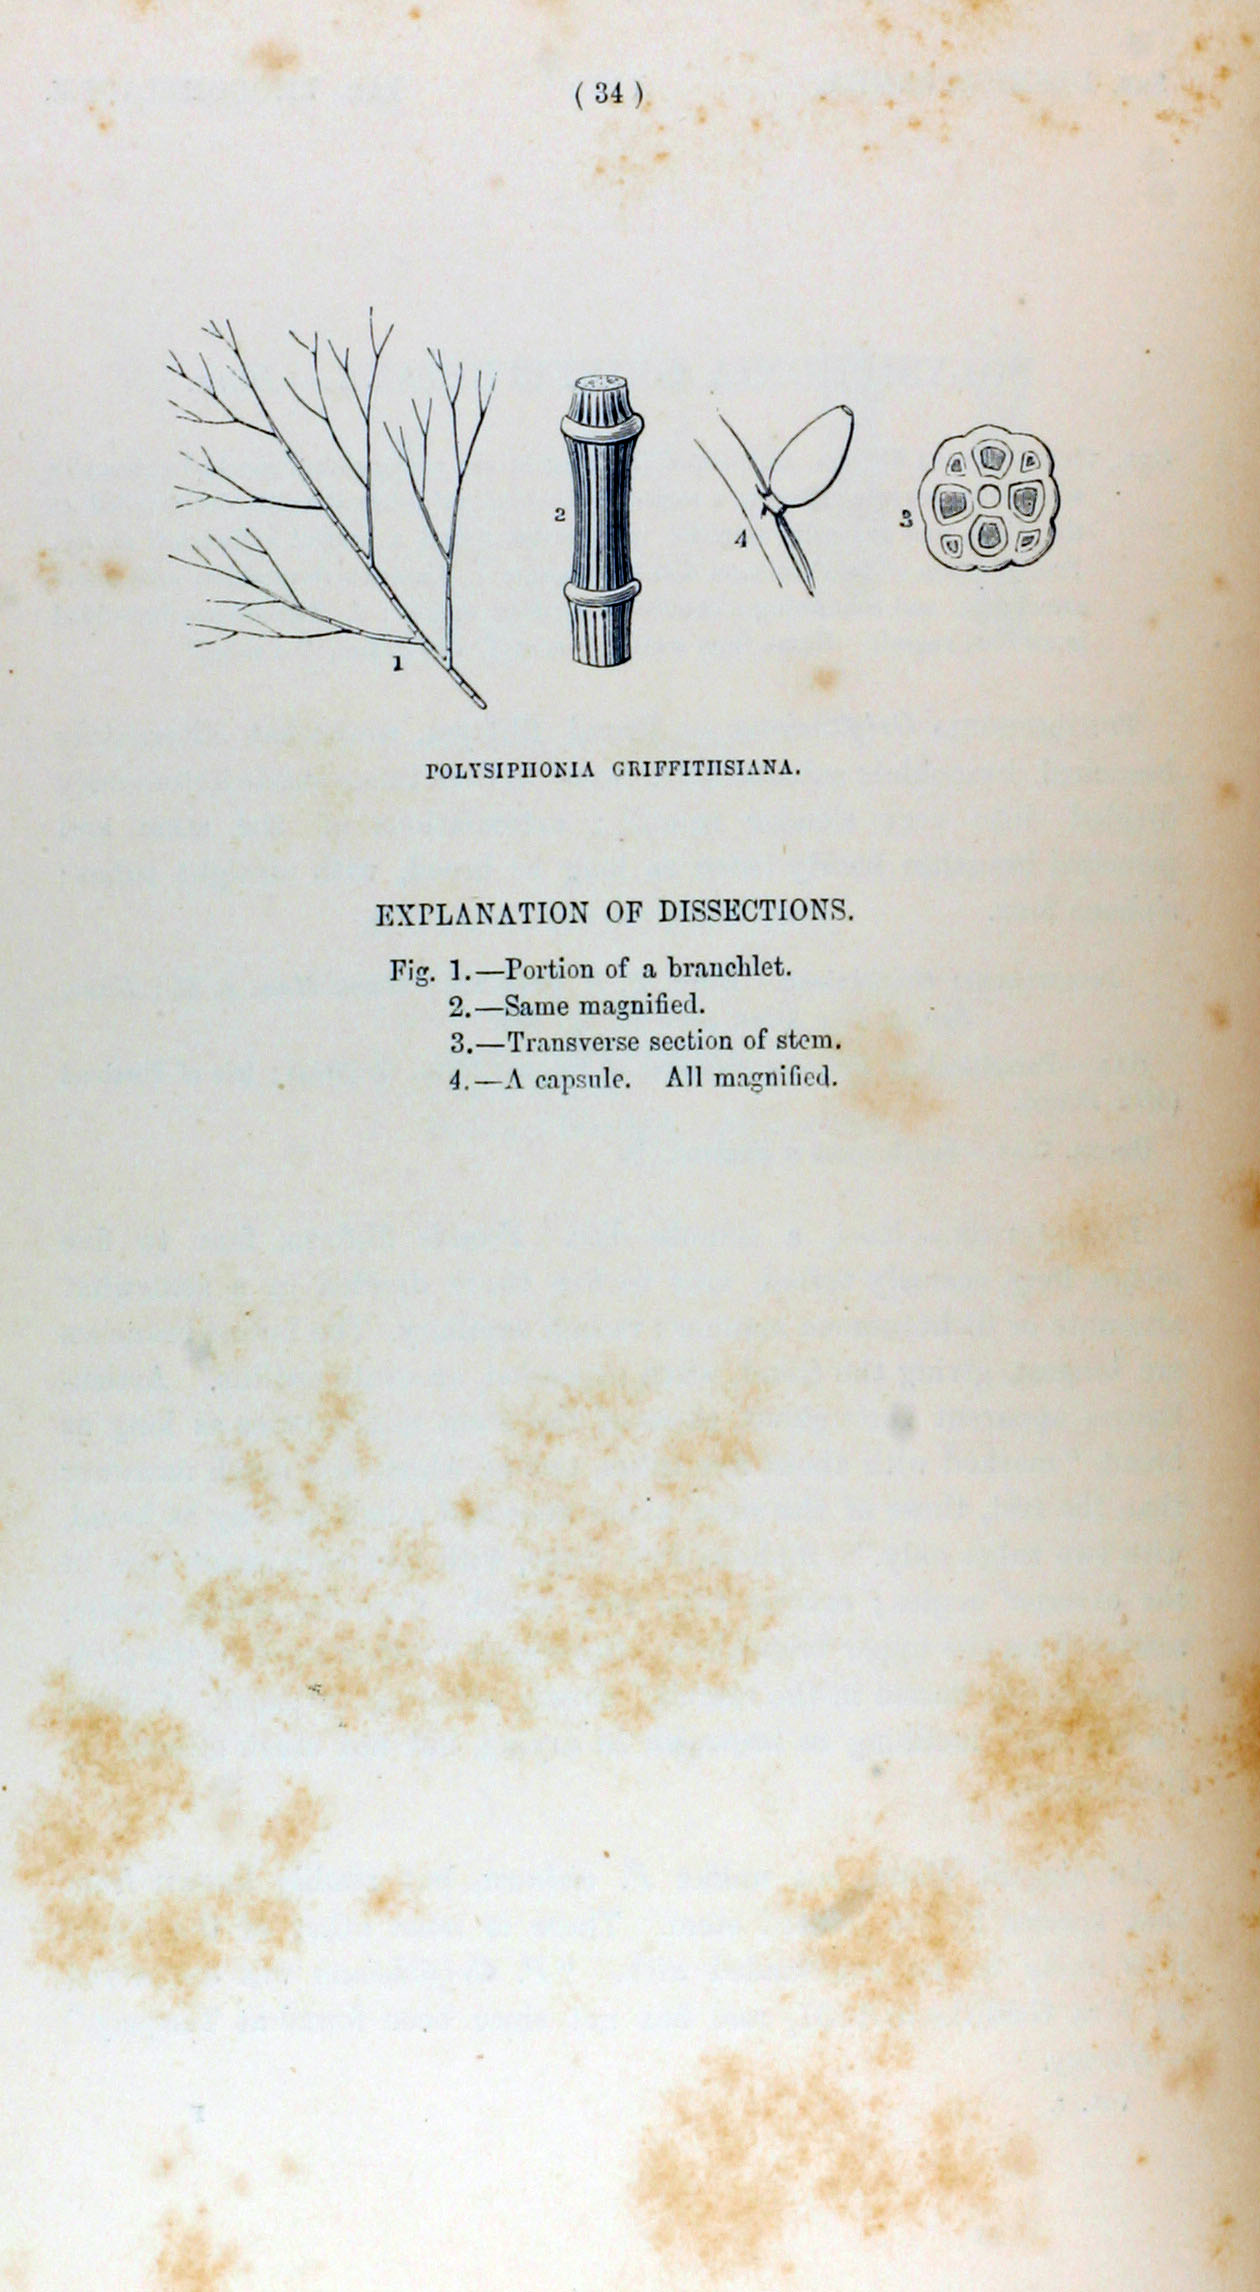 ( 34 )
2
4
3
1
POLYSIPHONIA GRIFFITHSIANA.
EXPLANATION OF DISSECTIONS.
Fig. 1.—Portion of a branchlet.
2.—Same magnified.
3.—Transverse section of stem.
4.—A capsule. All magnified.